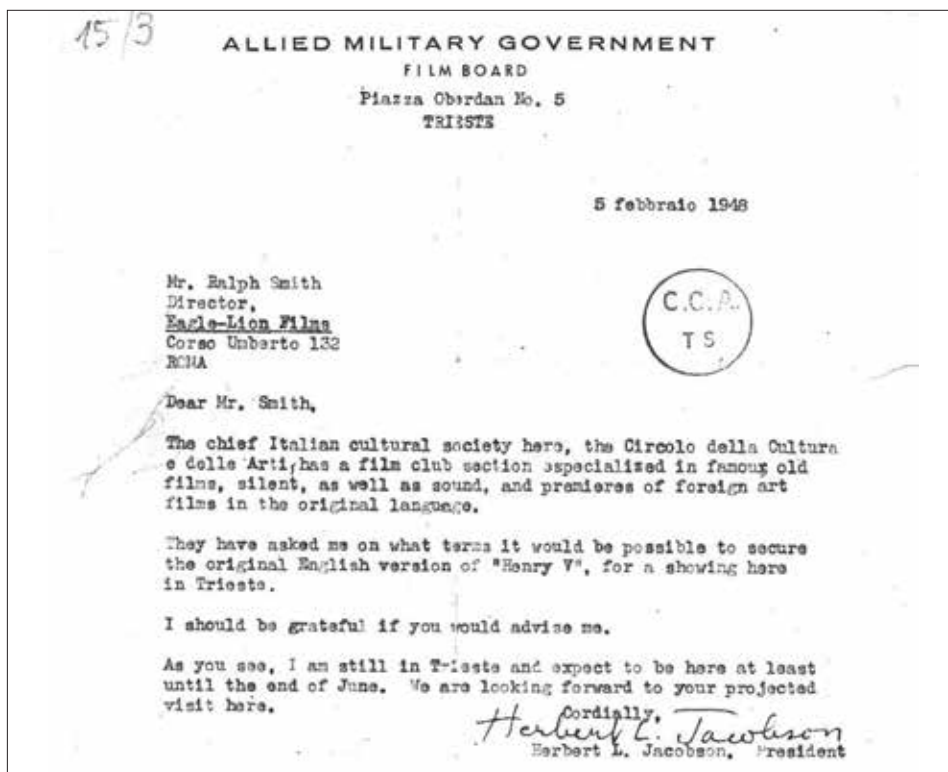 15/3
ALLIED MILITARY GOVERNMENT
FILM BOARD
Piazza Oberdan No. 5
TRIESTE
5 febbraio 1948
Mr. Ralph Smith
Director,
Eagle-Lion Films
Corso Umberto 132
ROMA
C.C.A.
TS
Dear Mr. Smith,
The chief Italian cultural society here, the Circolo della Cultura
e delle Arti, has a film club section especialized in famous old
films, silent, as well as sound, and premieres of foreign art
films in the original language.
They have asked me on what terms it would be possible to secure
the original English version of "Henry V", for a showing here
in Trieste.
I should be grateful if you would advise me.
As you see, I am still in Trieste and expect to be here at least
until the end of June. We are looking forward to your projected
visit here.
Cordially,
Herbert L. Jacobson
Herbert L. Jacobson, President